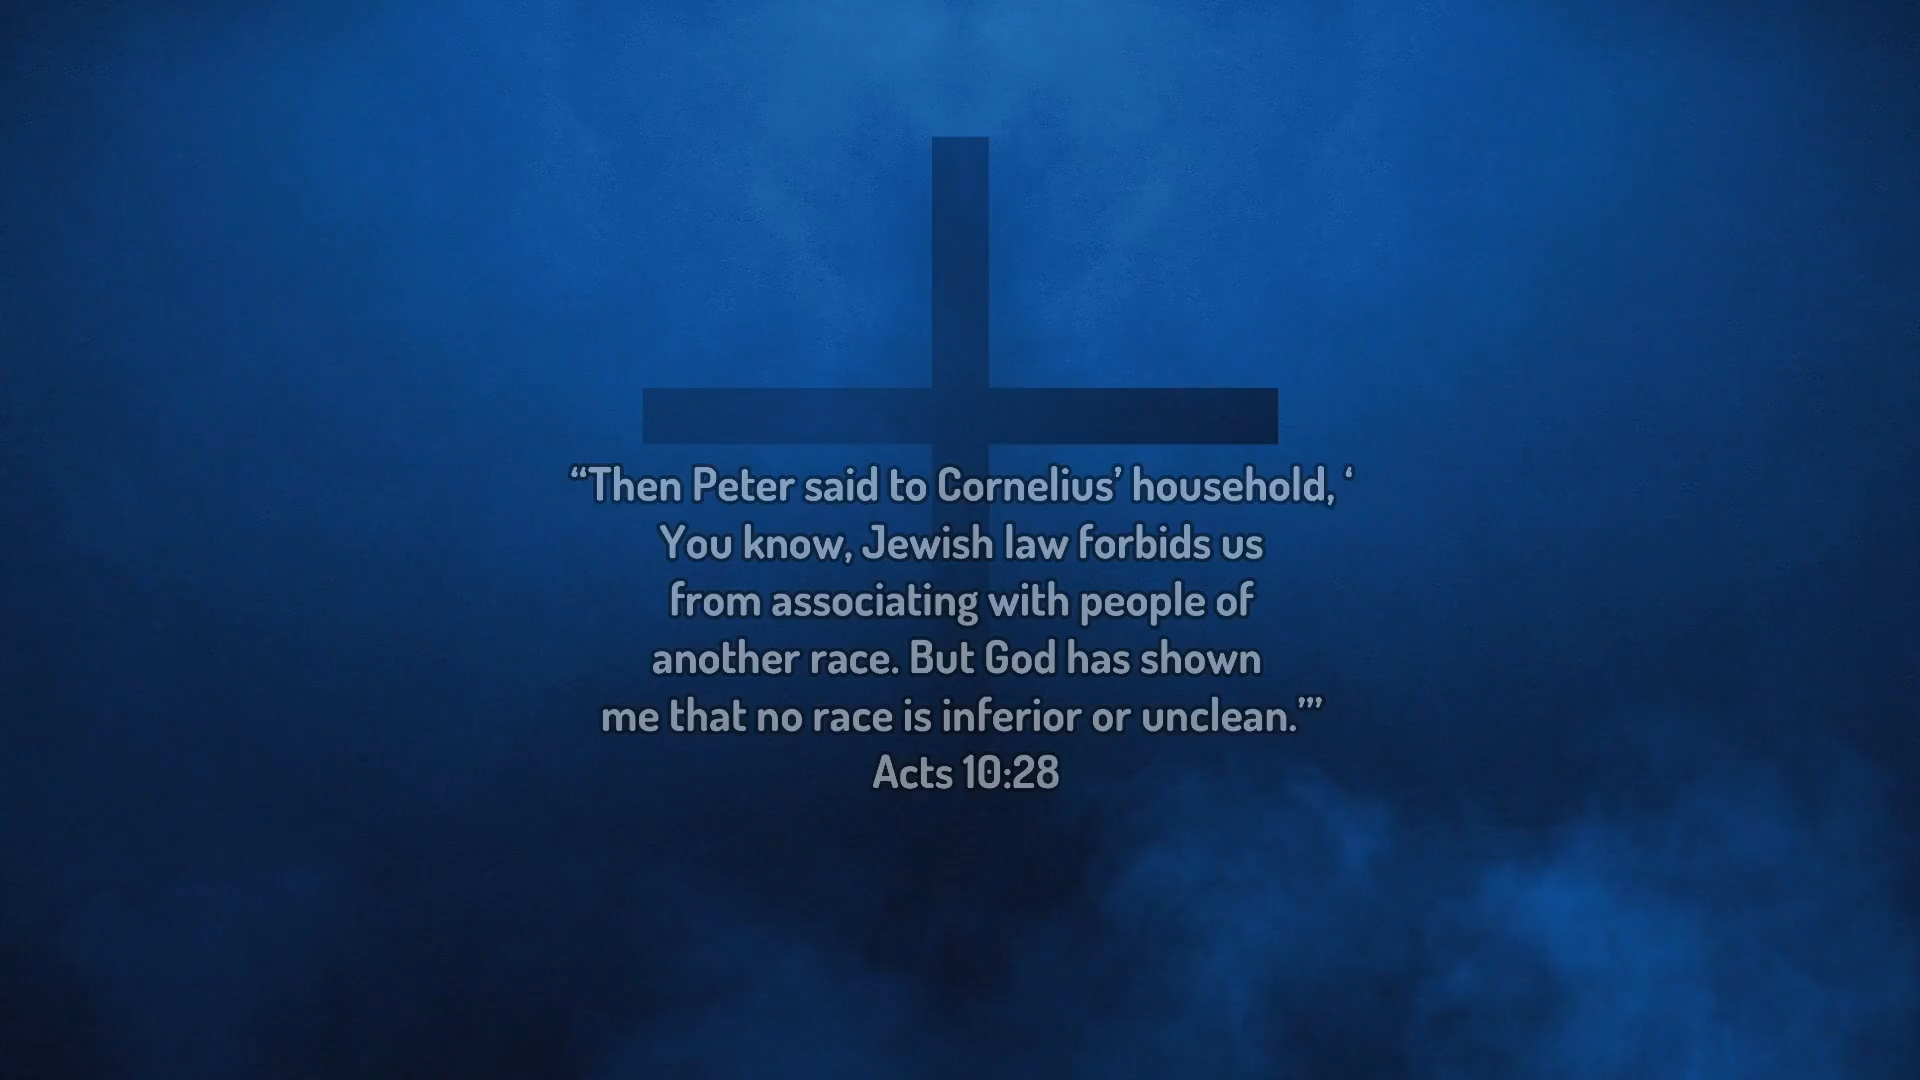 “Then Peter said to Cornelius’ household, ‘
You know, Jewish law forbids us
from associating with people of
another race. But God has shown
me that no race is inferior or unclean.’”
Acts 10:28